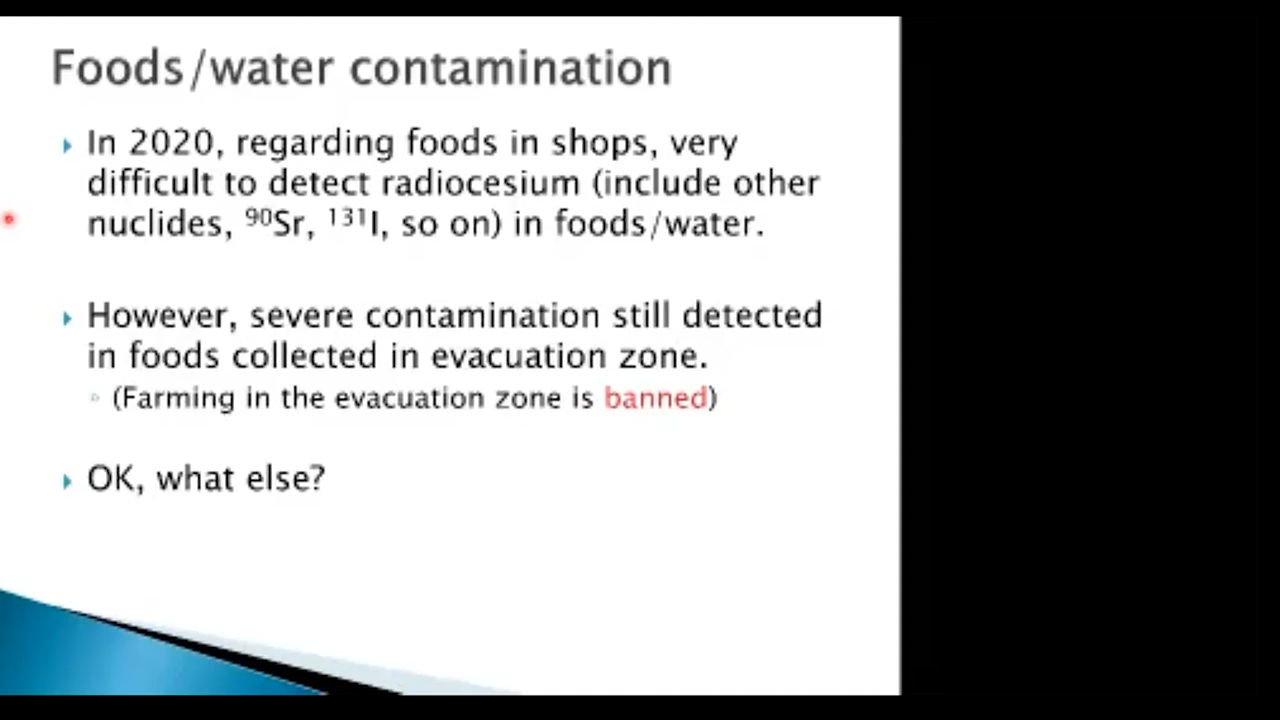 Foods/water contamination
In 2020, regarding foods in shops, very
difficult to detect radiocesium (include other
nuclides, ⁹⁰Sr, ¹³¹I, so on) in foods/water.
However, severe contamination still detected
in foods collected in evacuation zone.
(Farming in the evacuation zone is banned)
OK, what else?